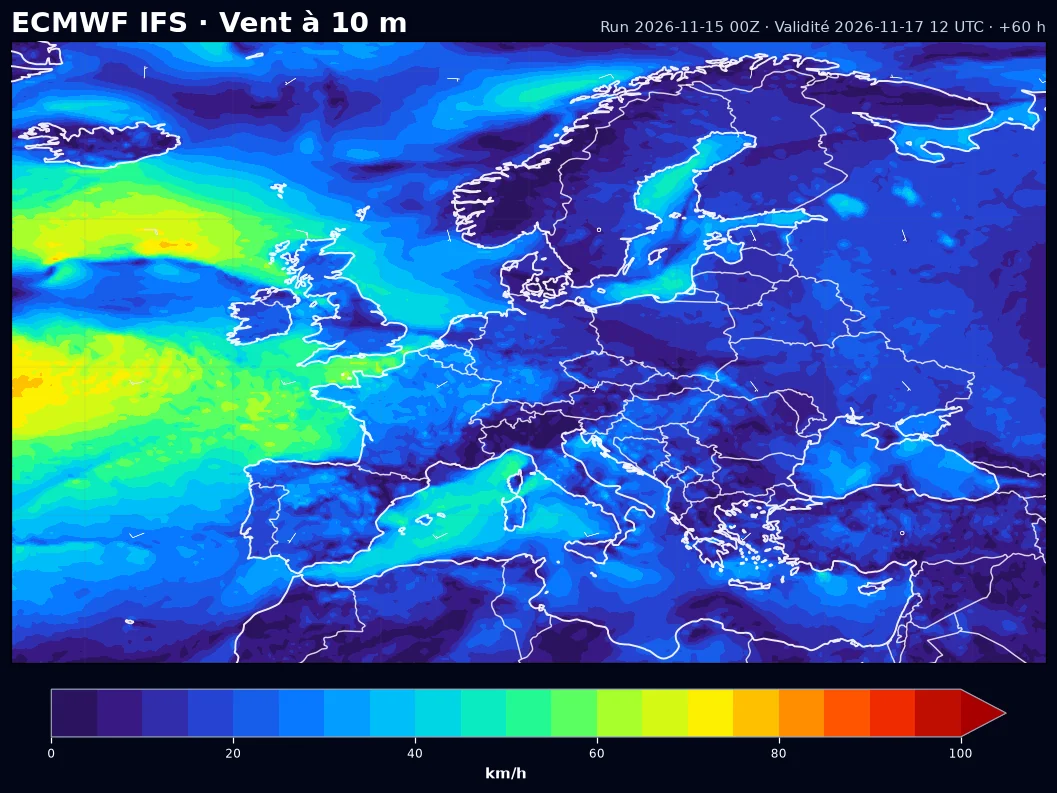 ECMWF IFS · Vent à 10 m
Run 2026-11-15 00Z · Validité 2026-11-17 12 UTC · +60 h
0 20 40 60 80 100
km/h